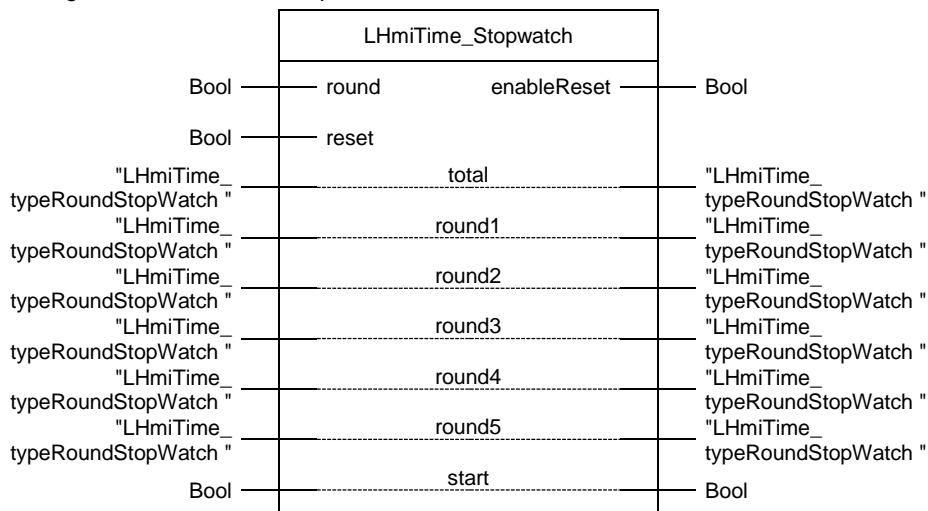 LHmiTime_Stopwatch
Bool round enableReset Bool
Bool reset
"LHmiTime_ total "LHmiTime_
typeRoundStopWatch " typeRoundStopWatch "
"LHmiTime_ round1 "LHmiTime_
typeRoundStopWatch " typeRoundStopWatch "
"LHmiTime_ round2 "LHmiTime_
typeRoundStopWatch " typeRoundStopWatch "
"LHmiTime_ round3 "LHmiTime_
typeRoundStopWatch " typeRoundStopWatch "
"LHmiTime_ round4 "LHmiTime_
typeRoundStopWatch " typeRoundStopWatch "
"LHmiTime_ round5 "LHmiTime_
typeRoundStopWatch " typeRoundStopWatch "
Bool start Bool